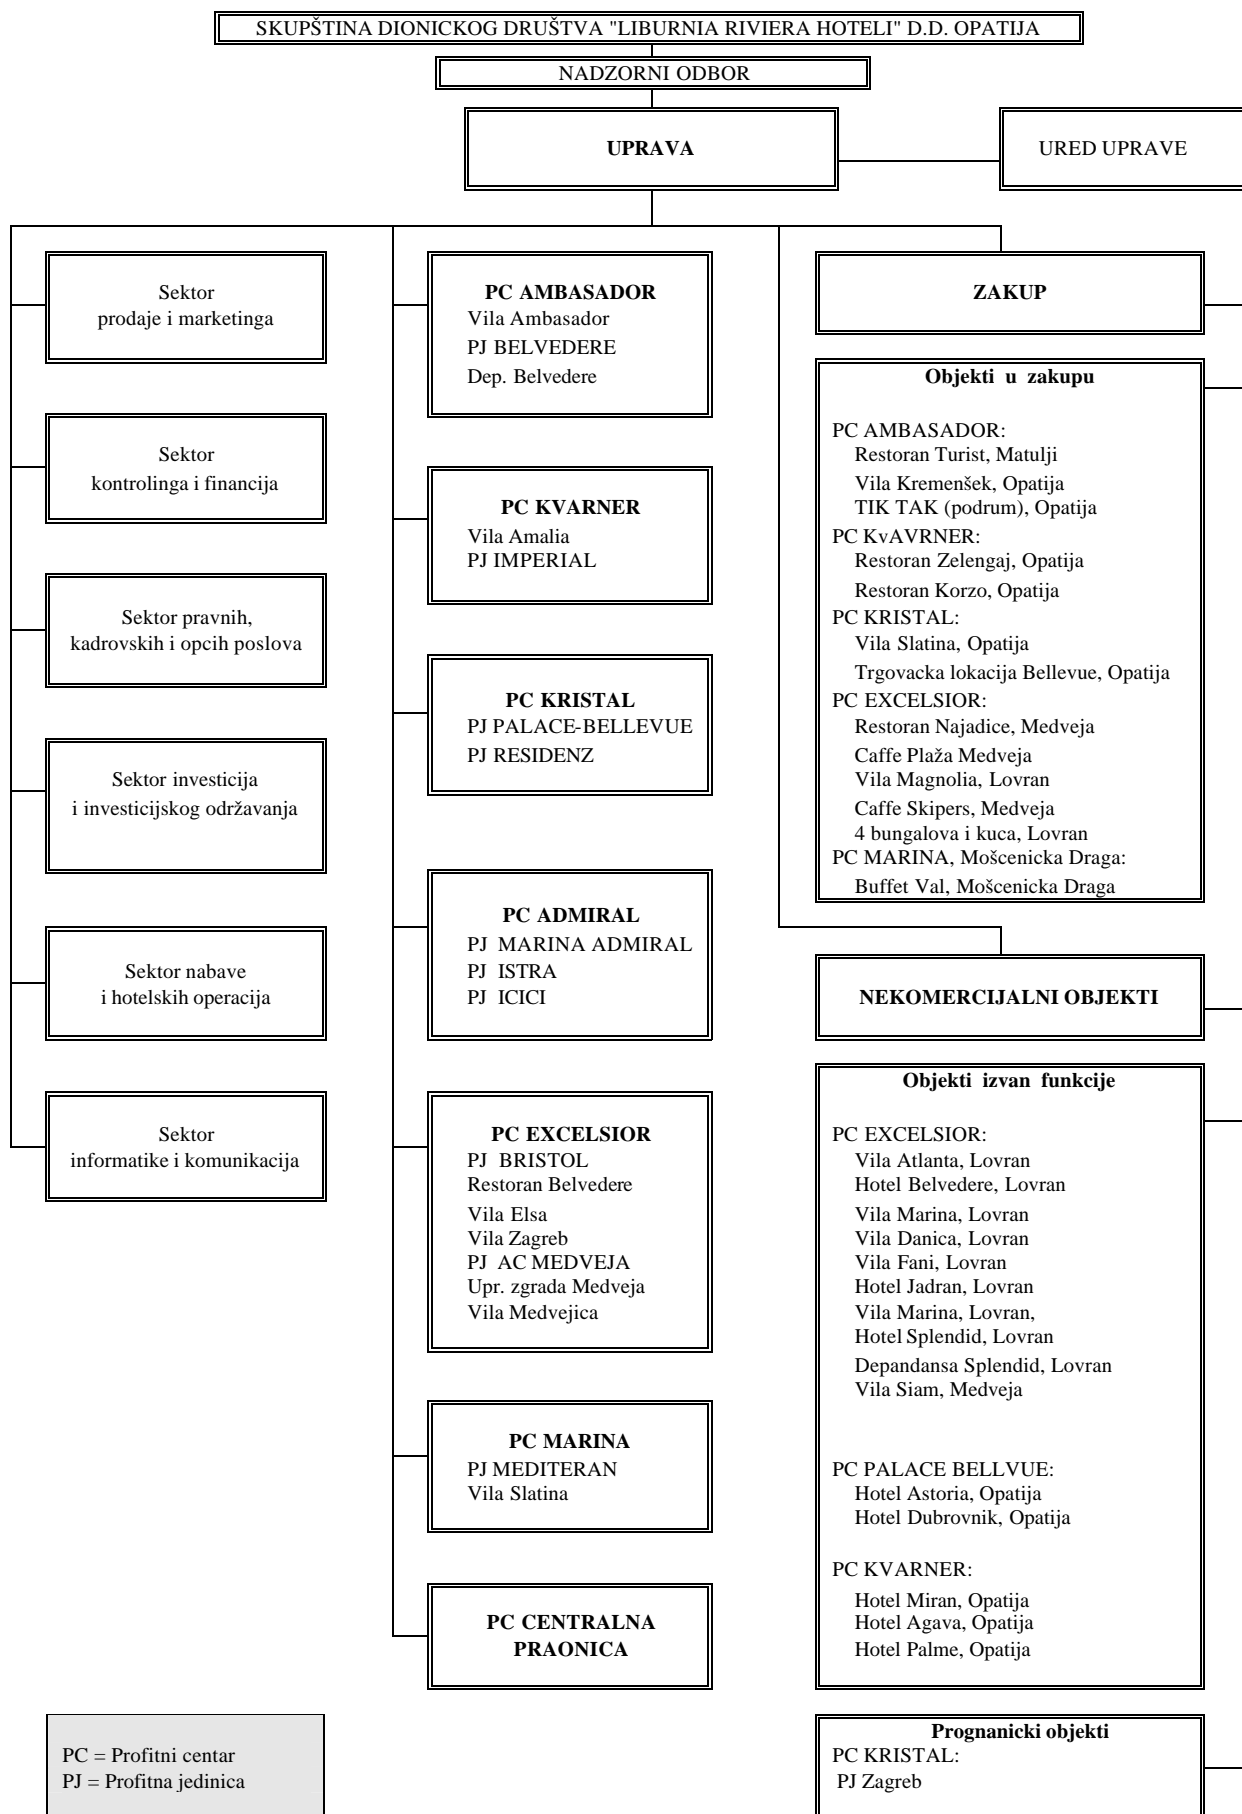 SKUPŠTINA DIONICKOG DRUŠTVA "LIBURNIA RIVIERA HOTELI" D.D. OPATIJA
NADZORNI ODBOR
UPRAVA
URED UPRAVE
Sektor
prodaje i marketinga
Sektor
kontrolinga i financija
Sektor pravnih,
kadrovskih i opcih poslova
Sektor investicija
i investicijskog održavanja
Sektor nabave
i hotelskih operacija
Sektor
informatike i komunikacija
PC AMBASADOR
Vila Ambasador
PJ BELVEDERE
Dep. Belvedere
PC KVARNER
Vila Amalia
PJ IMPERIAL
PC KRISTAL
PJ PALACE-BELLEVUE
PJ RESIDENZ
PC ADMIRAL
PJ MARINA ADMIRAL
PJ ISTRA
PJ ICICI
PC EXCELSIOR
PJ BRISTOL
Restoran Belvedere
Vila Elsa
Vila Zagreb
PJ AC MEDVEJA
Upr. zgrada Medveja
Vila Medvejica
PC MARINA
PJ MEDITERAN
Vila Slatina
PC CENTRALNA
PRAONICA
ZAKUP
Objekti u zakupu
PC AMBASADOR:
Restoran Turist, Matulji
Vila Kremenšek, Opatija
TIK TAK (podrum), Opatija
PC KvAVRNER:
Restoran Zelengaj, Opatija
Restoran Korzo, Opatija
PC KRISTAL:
Vila Slatina, Opatija
Trgovacka lokacija Bellevue, Opatija
PC EXCELSIOR:
Restoran Najadice, Medveja
Caffe Plaža Medveja
Vila Magnolia, Lovran
Caffe Skipers, Medveja
4 bungalova i kuca, Lovran
PC MARINA, Mošcenicka Draga:
Buffet Val, Mošcenicka Draga
NEKOMERCIJALNI OBJEKTI
Objekti izvan funkcije
PC EXCELSIOR:
Vila Atlanta, Lovran
Hotel Belvedere, Lovran
Vila Marina, Lovran
Vila Danica, Lovran
Vila Fani, Lovran
Hotel Jadran, Lovran
Vila Marina, Lovran,
Hotel Splendid, Lovran
Depandansa Splendid, Lovran
Vila Siam, Medveja
PC PALACE BELLVUE:
Hotel Astoria, Opatija
Hotel Dubrovnik, Opatija
PC KVARNER:
Hotel Miran, Opatija
Hotel Agava, Opatija
Hotel Palme, Opatija
Prognanicki objekti
PC KRISTAL:
PJ Zagreb
PC = Profitni centar
PJ = Profitna jedinica